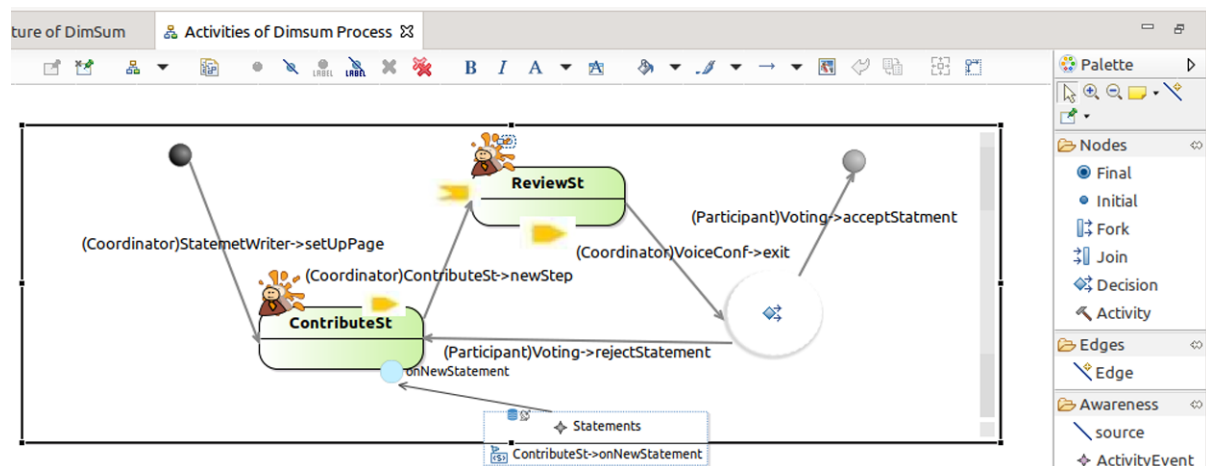 ture of DimSum
Activities of Dimsum Process
LABEL LABEL
B I A
Palette
Nodes
Final
Initial
Fork
Join
Decision
Activity
Edges
Edge
Awareness
source
ActivityEvent
ReviewSt
(Participant)Voting->acceptStatment
(Coordinator)StatemetWriter->setUpPage
(Coordinator)VoiceConf->exit
(Coordinator)ContributeSt->newStep
ContributeSt
(Participant)Voting->rejectStatement
onNewStatement
Statements
ContributeSt->onNewStatement